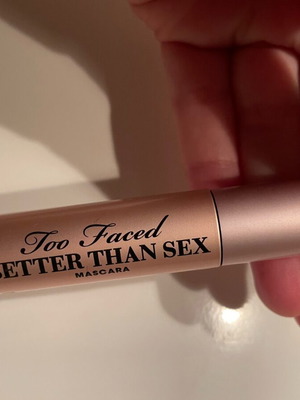 Too Faced
BETTER THAN SEX
MASCARA